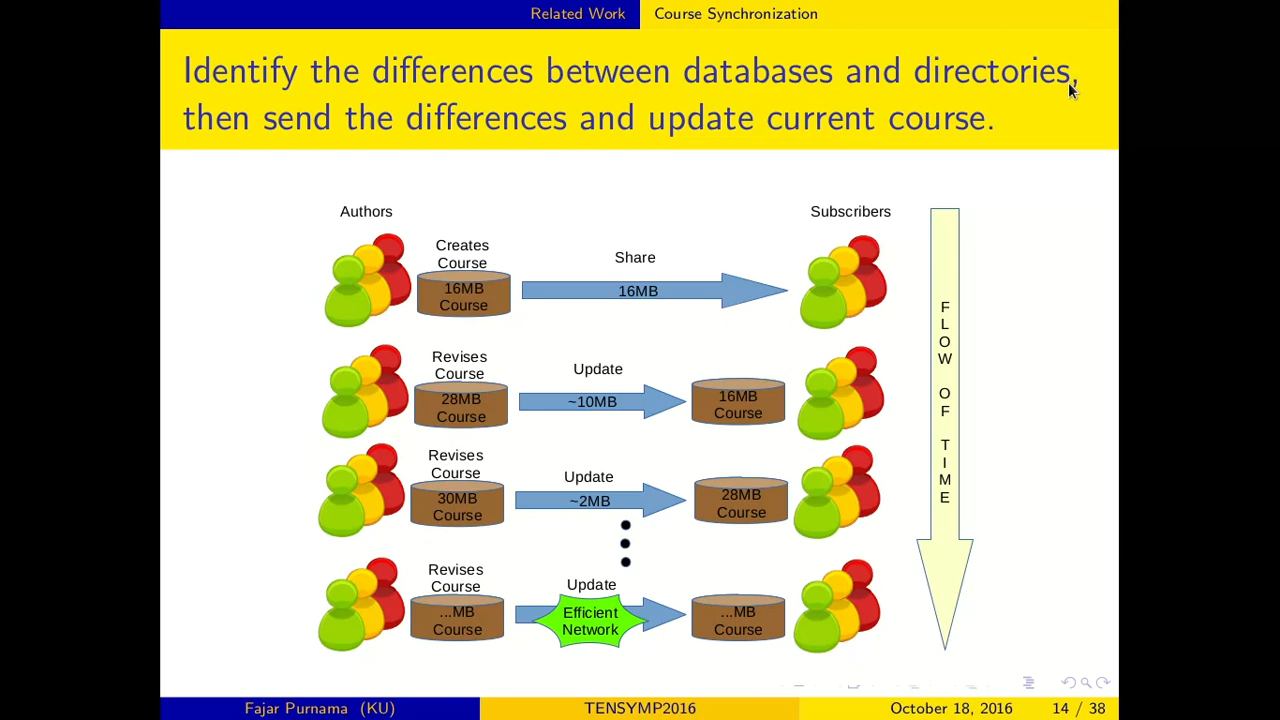 Related Work
Course Synchronization
Identify the differences between databases and directories,
then send the differences and update current course.
Authors
Subscribers
Creates
Course
16MB
Course
Share
16MB
Revises
Course
28MB
Course
Update
~10MB
16MB
Course
Revises
Course
30MB
Course
Update
~2MB
28MB
Course
Revises
Course
...MB
Course
Update
Efficient
Network
...MB
Course
F
L
O
W
O
F
T
I
M
E
Fajar Purnama (KU)
TENSYMP2016
October 18, 2016
14 / 38